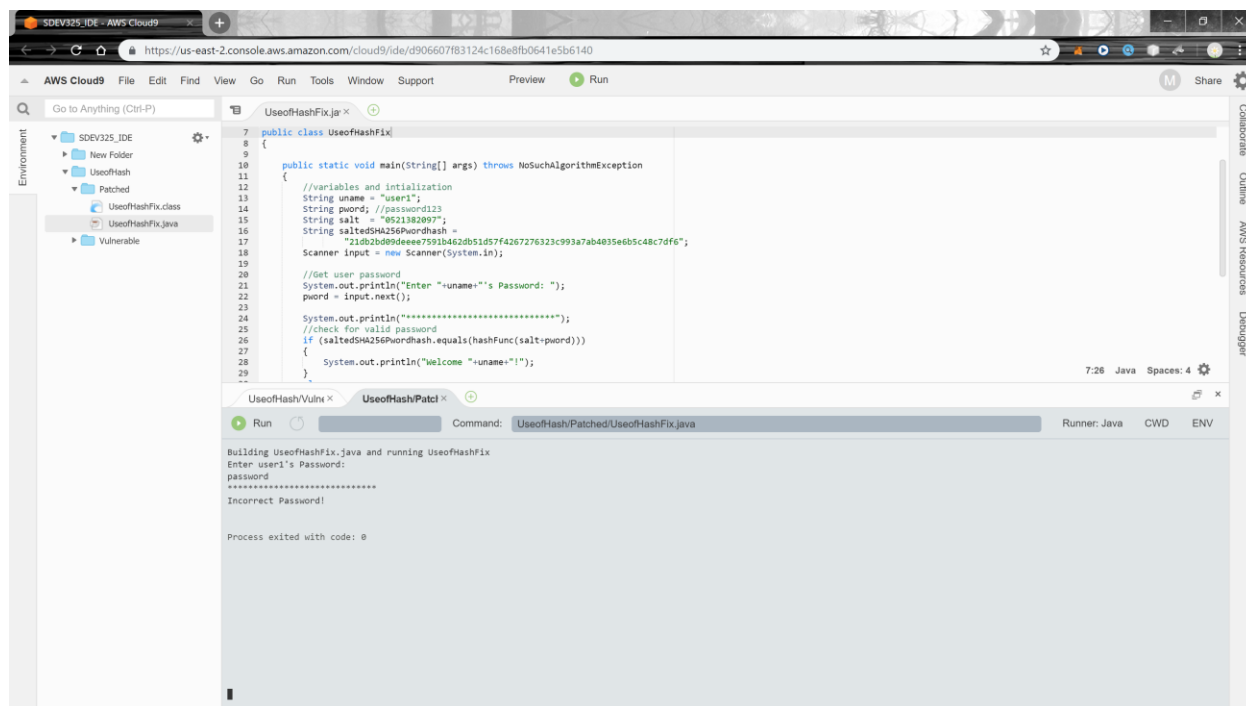 SDEV325_IDE - AWS Cloud9
https://us-east-2.console.aws.amazon.com/cloud9/ide/d906607f83124c168e8fb0641e5b6140
AWS Cloud9 File Edit Find View Go Run Tools Window Support Preview Run M Share
Go to Anything (Ctrl-P)
UseofHashFix.ja
Environment
SDEV325_IDE
New Folder
UseofHash
Patched
UseofHashFix.class
UseofHashFix.java
Vulnerable
7 public class UseofHashFix
8 {
9
10 public static void main(String[] args) throws NoSuchAlgorithmException
11 {
12 //variables and intialization
13 String uname = "user1";
14 String pword; //password123
15 String salt  = "0521382097";
16 String saltedSHA256Pwordhash =
17 "21db2bd09deeee7591b462db51d57f4267276323c993a7ab4035e6b5c48c7df6";
18 Scanner input = new Scanner(System.in);
19
20 //Get user password
21 System.out.println("Enter "+uname+"'s Password: ");
22 pword = input.next();
23
24 System.out.println("*****************************");
25 //check for valid password
26 if (saltedSHA256Pwordhash.equals(hashFunc(salt+pword)))
27 {
28 System.out.println("Welcome "+uname+"!");
29 }
7:26 Java Spaces: 4
Collaborate
Outline
AWS Resources
Debugger
UseofHash/Vulne
UseofHash/Patcl
Run Command: UseofHash/Patched/UseofHashFix.java Runner: Java CWD ENV
Building UseofHashFix.java and running UseofHashFix
Enter user1's Password:
password
*****************************
Incorrect Password!
Process exited with code: 0